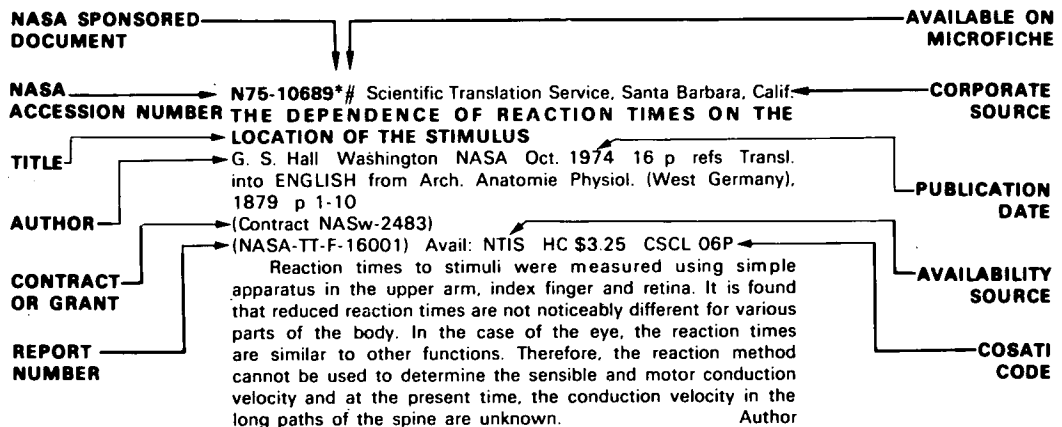 NASA SPONSORED
DOCUMENT
AVAILABLE ON
MICROFICHE
NASA
ACCESSION NUMBER
N75-10689*# Scientific Translation Service, Santa Barbara, Calif.
THE DEPENDENCE OF REACTION TIMES ON THE
LOCATION OF THE STIMULUS
CORPORATE
SOURCE
TITLE
G. S. Hall Washington NASA Oct. 1974 16 p refs Transl.
into ENGLISH from Arch. Anatomie Physiol. (West Germany),
1879 p 1-10
PUBLICATION
DATE
AUTHOR
(Contract NASw-2483)
(NASA-TT-F-16001) Avail: NTIS HC $3.25 CSCL 06P
CONTRACT
OR GRANT
AVAILABILITY
SOURCE
Reaction times to stimuli were measured using simple
apparatus in the upper arm, index finger and retina. It is found
that reduced reaction times are not noticeably different for various
parts of the body. In the case of the eye, the reaction times
are similar to other functions. Therefore, the reaction method
cannot be used to determine the sensible and motor conduction
velocity and at the present time, the conduction velocity in the
long paths of the spine are unknown. Author
REPORT
NUMBER
COSATI
CODE